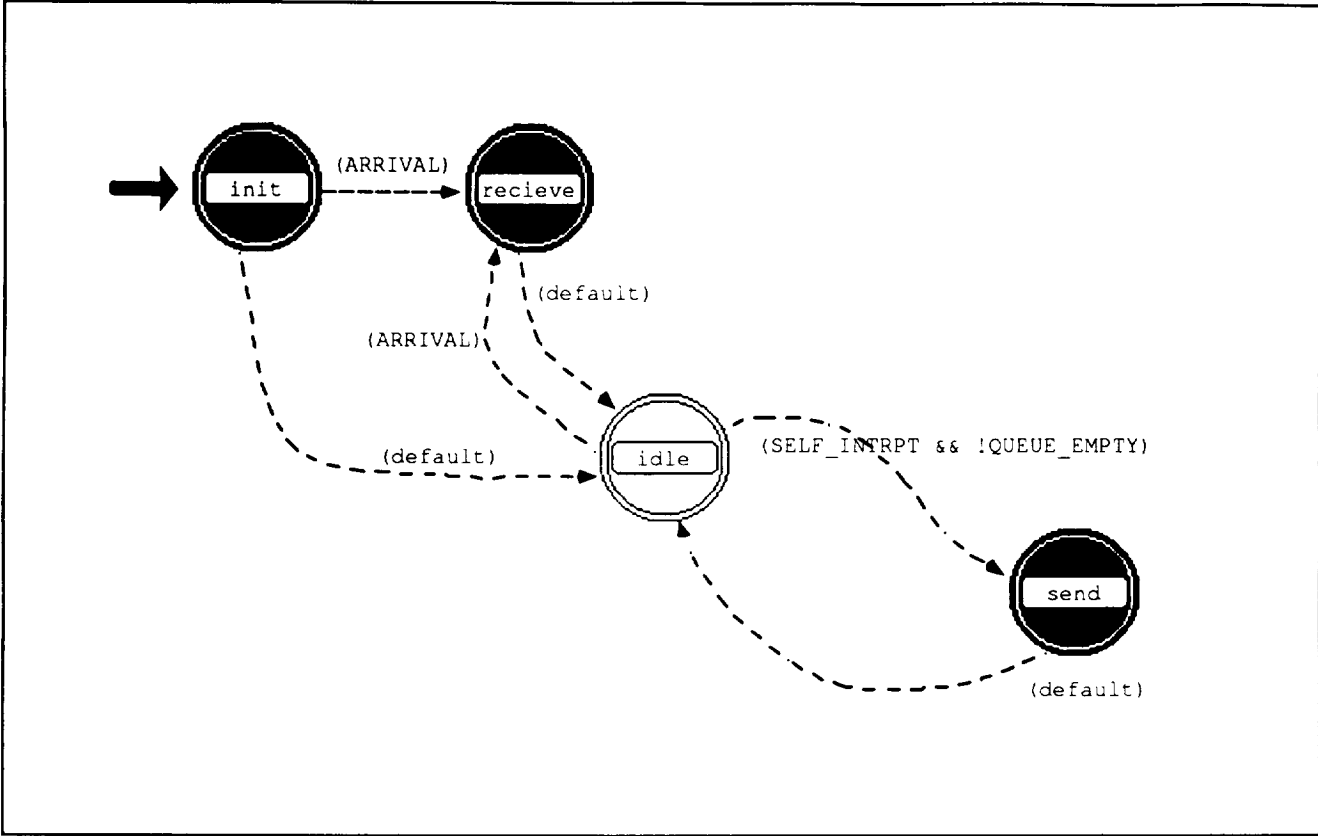 (ARRIVAL)
init
recieve
(default)
(ARRIVAL)
(default)
idle
(SELF_INTRPT && !QUEUE_EMPTY)
send
(default)